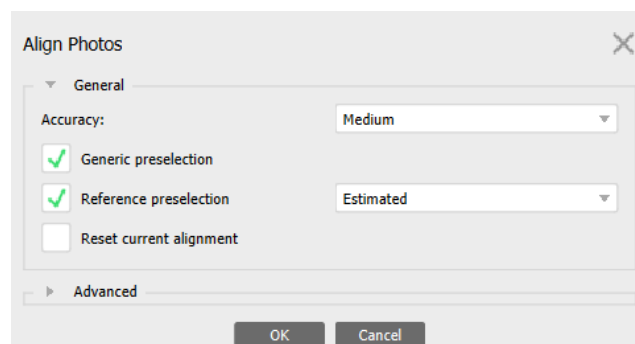 Align Photos
General
Accuracy: Medium
Generic preselection
Reference preselection Estimated
Reset current alignment
Advanced
OK Cancel